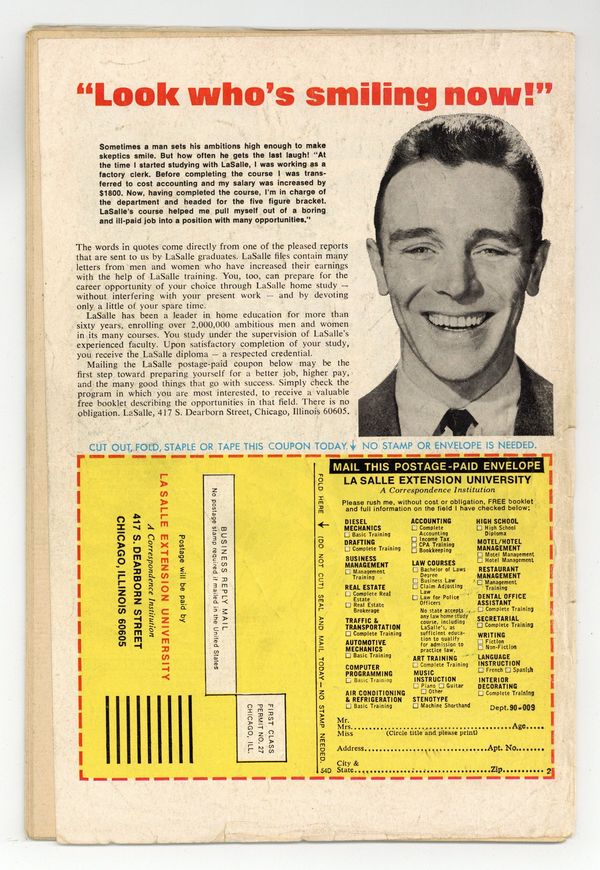 “Look who’s smiling now!”
Sometimes a man sets his ambitions high enough to make
skeptics smile. But how often he gets the last laugh! “At
the time I started studying with LaSalle, I was working as a
factory clerk. Before completing the course I was trans-
ferred to cost accounting and my salary was increased by
$1800. Now, having completed the course, I’m in charge of
the department and headed for the five figure bracket.
LaSalle’s course helped me pull myself out of a boring
and ill-paid job into a position with many opportunities.”
The words in quotes come directly from one of the pleased reports
that are sent to us by LaSalle graduates. LaSalle files contain many
letters from men and women who have increased their earnings
with the help of LaSalle training. You, too, can prepare for the
career opportunity of your choice through LaSalle home study —
without interfering with your present work — and by devoting
only a little of your spare time.
LaSalle has been a leader in home education for more than
sixty years, enrolling over 2,000,000 ambitious men and women
in its many courses. You study under the supervision of LaSalle’s
experienced faculty. Upon satisfactory completion of your study,
you receive the LaSalle diploma — a respected credential.
Mailing the LaSalle postage-paid coupon below may be the
first step toward preparing yourself for a better job, higher pay,
and the many good things that go with success. Simply check the
program in which you are most interested, to receive a valuable
free booklet describing the opportunities in that field. There is no
obligation. LaSalle, 417 S. Dearborn Street, Chicago, Illinois 60605.
CUT OUT, FOLD, STAPLE OR TAPE THIS COUPON TODAY. NO STAMP OR ENVELOPE IS NEEDED.
FIRST CLASS
PERMIT NO. 27
CHICAGO, ILL.
BUSINESS REPLY MAIL
No postage stamp required if mailed in the United States
Postage will be paid by
LA SALLE EXTENSION UNIVERSITY
A Correspondence Institution
417 S. DEARBORN STREET
CHICAGO, ILLINOIS 60605
FOLD HERE (DO NOT CUT) SEAL AND MAIL TODAY—NO STAMP NEEDED.
54D
MAIL THIS POSTAGE-PAID ENVELOPE
LA SALLE EXTENSION UNIVERSITY
A Correspondence Institution
Please rush me, without cost or obligation, FREE booklet
and full information on the field I have checked below;
DIESEL
MECHANICS
Basic Training
DRAFTING
Complete Training
BUSINESS
MANAGEMENT
Management
Training
REAL ESTATE
Complete Real
Estate
Real Estate
Brokerage
TRAFFIC &
TRANSPORTATION
Complete Training
AUTOMOTIVE
MECHANICS
Basic Training
COMPUTER
PROGRAMMING
Basic Training
AIR CONDITIONING
& REFRIGERATION
Basic Training
ACCOUNTING
Complete
Accounting
Income Tax
CPA Training
Bookkeeping
LAW COURSES
Bachelor of Laws
Degree
Business Law
Claim Adjusting
Law
Law for Police
Officers
No state accepts
any law home study
course, including
LaSalle’s, as
sufficient educa-
tion to qualify
for admission to
practice law.
ART TRAINING
Complete Training
MUSIC
INSTRUCTION
Piano Guitar
Other
STENOTYPE
Machine Shorthand
HIGH SCHOOL
High School
Diploma
MOTEL/HOTEL
MANAGEMENT
Motel Management
Hotel Management
RESTAURANT
MANAGEMENT
Management
Training
DENTAL OFFICE
ASSISTANT
Complete Training
SECRETARIAL
Complete Training
WRITING
Fiction
Non-Fiction
LANGUAGE
INSTRUCTION
French Spanish
INTERIOR
DECORATING
Complete Training
Dept. 90-009
Mr.
Mrs. Age
Miss (Circle title and please print)
Address Apt. No.
City &
State Zip 2